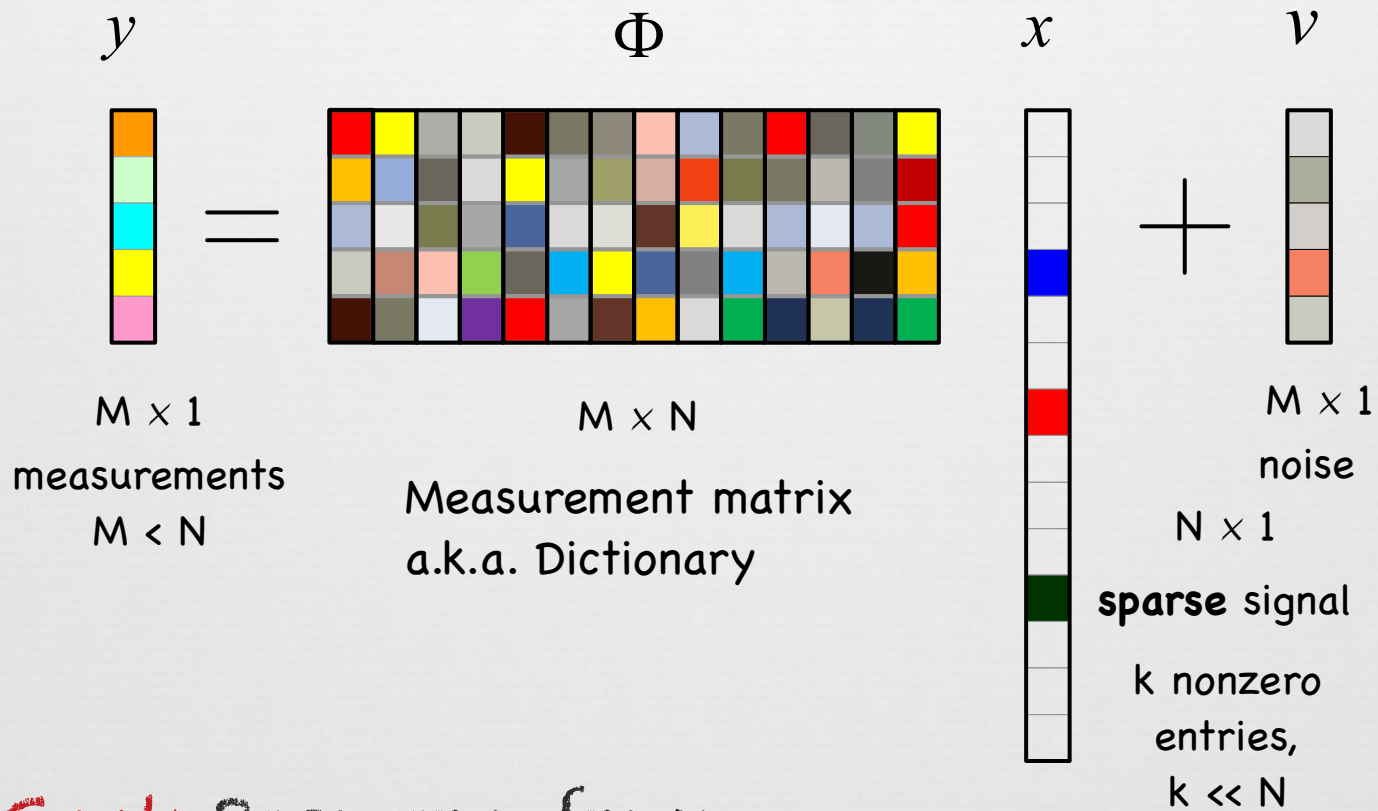 y Φ x v
=
+
M × 1
measurements
M < N
M × N
Measurement matrix
a.k.a. Dictionary
M × 1
noise
N × 1
sparse signal
k nonzero
entries,
k << N